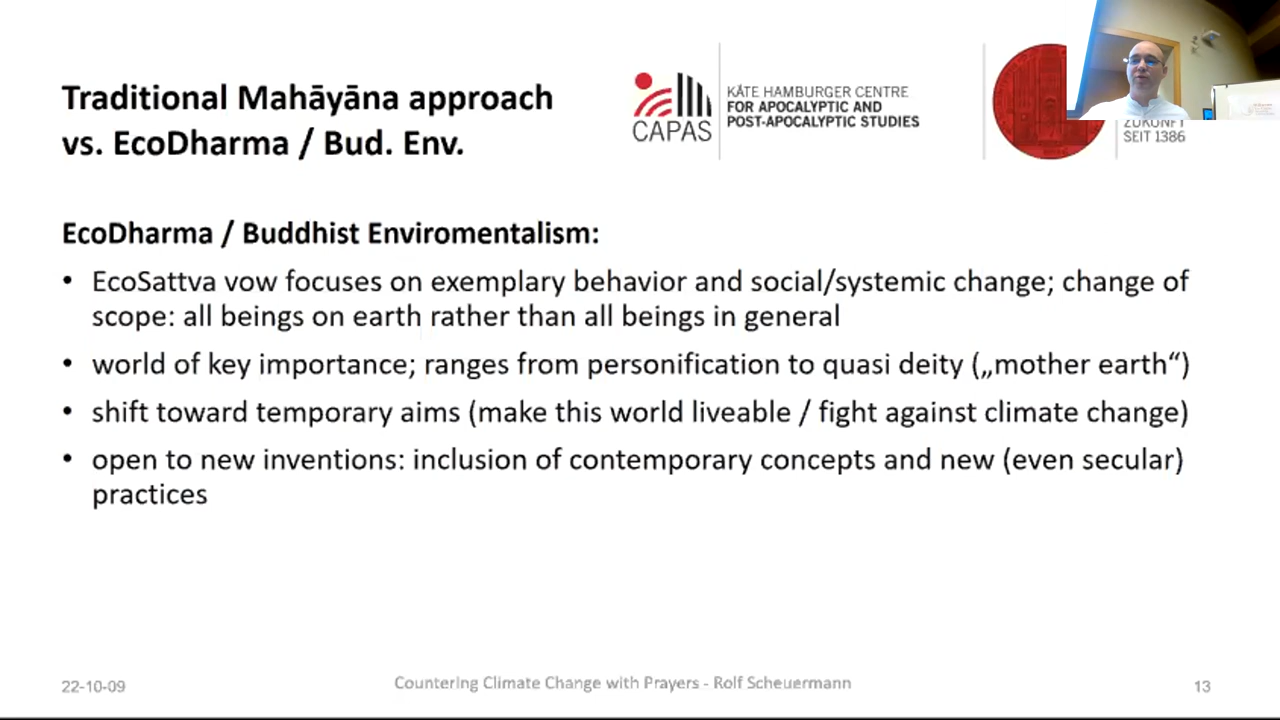 Traditional Mahāyāna approach
vs. EcoDharma / Bud. Env.
CAPAS
KÄTE HAMBURGER CENTRE
FOR APOCALYPTIC AND
POST-APOCALYPTIC STUDIES
ZUKUNFT
SEIT 1386
EcoDharma / Buddhist Enviromentalism:
• EcoSattva vow focuses on exemplary behavior and social/systemic change; change of
scope: all beings on earth rather than all beings in general
• world of key importance; ranges from personification to quasi deity („mother earth“)
• shift toward temporary aims (make this world liveable / fight against climate change)
• open to new inventions: inclusion of contemporary concepts and new (even secular)
practices
22-10-09
Countering Climate Change with Prayers - Rolf Scheuermann
13